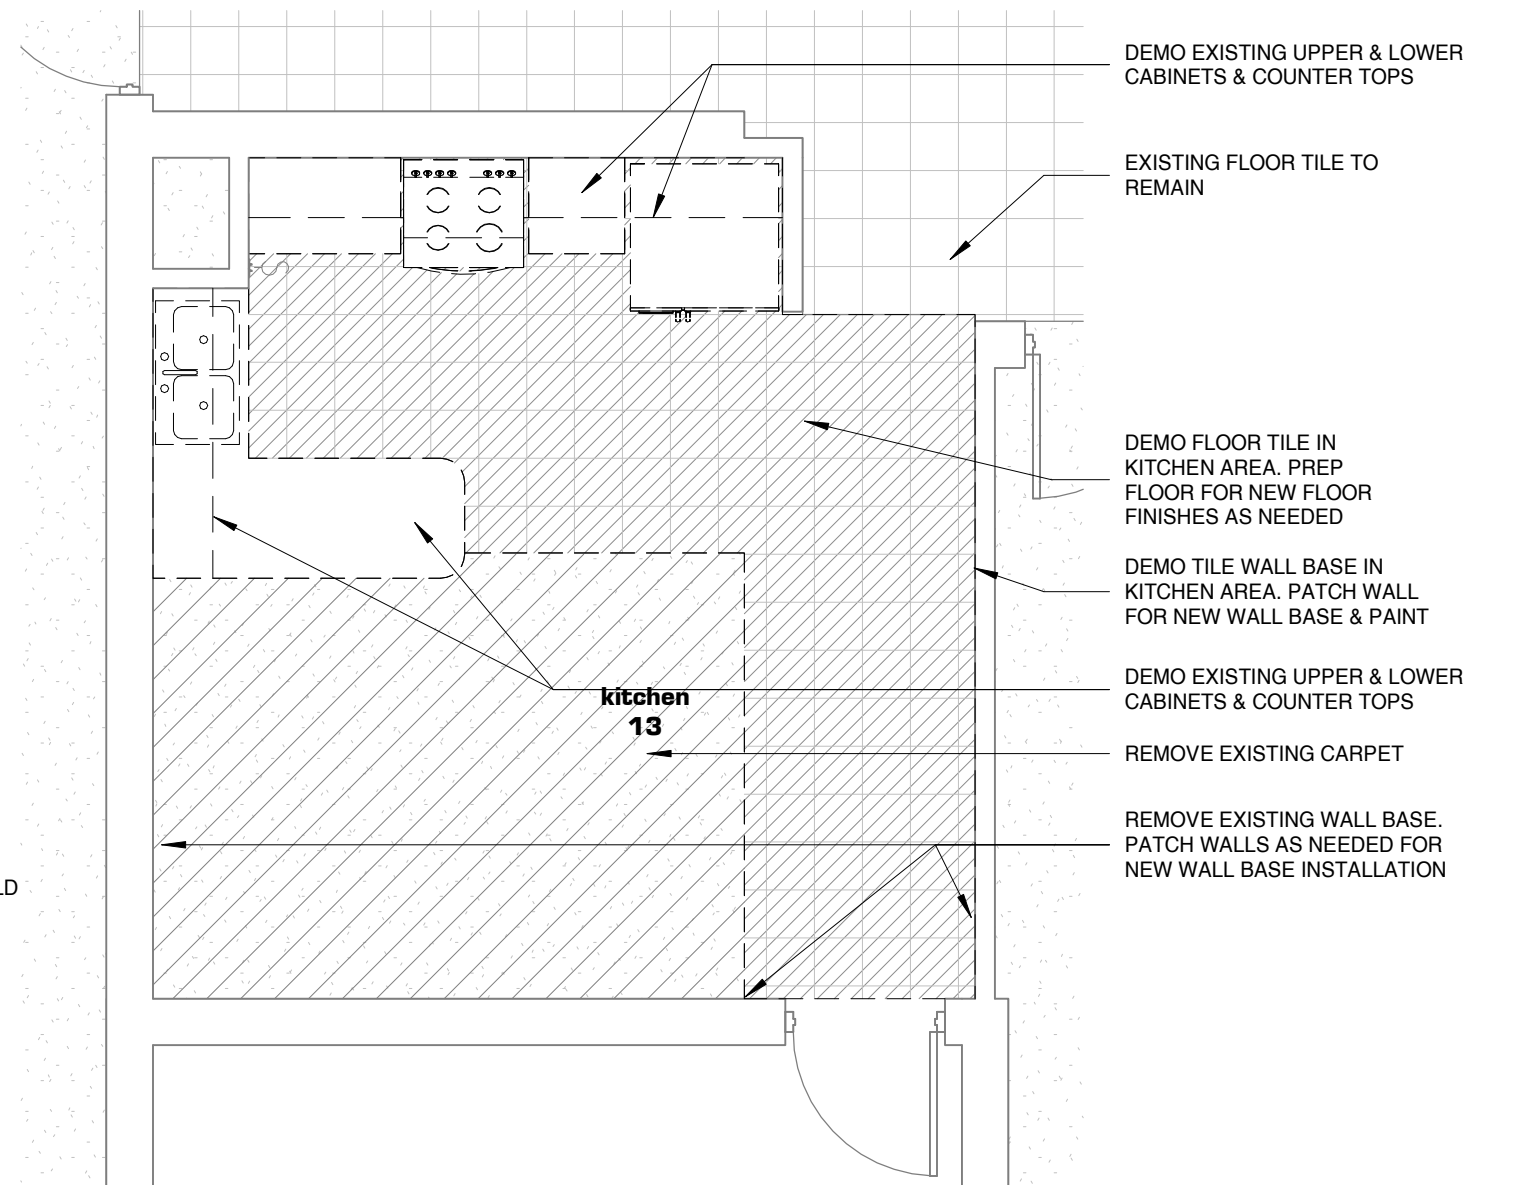 DEMO EXISTING UPPER & LOWER
CABINETS & COUNTER TOPS
EXISTING FLOOR TILE TO
REMAIN
DEMO FLOOR TILE IN
KITCHEN AREA. PREP
FLOOR FOR NEW FLOOR
FINISHES AS NEEDED
DEMO TILE WALL BASE IN
KITCHEN AREA. PATCH WALL
FOR NEW WALL BASE & PAINT
DEMO EXISTING UPPER & LOWER
CABINETS & COUNTER TOPS
kitchen
13
REMOVE EXISTING CARPET
REMOVE EXISTING WALL BASE.
PATCH WALLS AS NEEDED FOR
NEW WALL BASE INSTALLATION